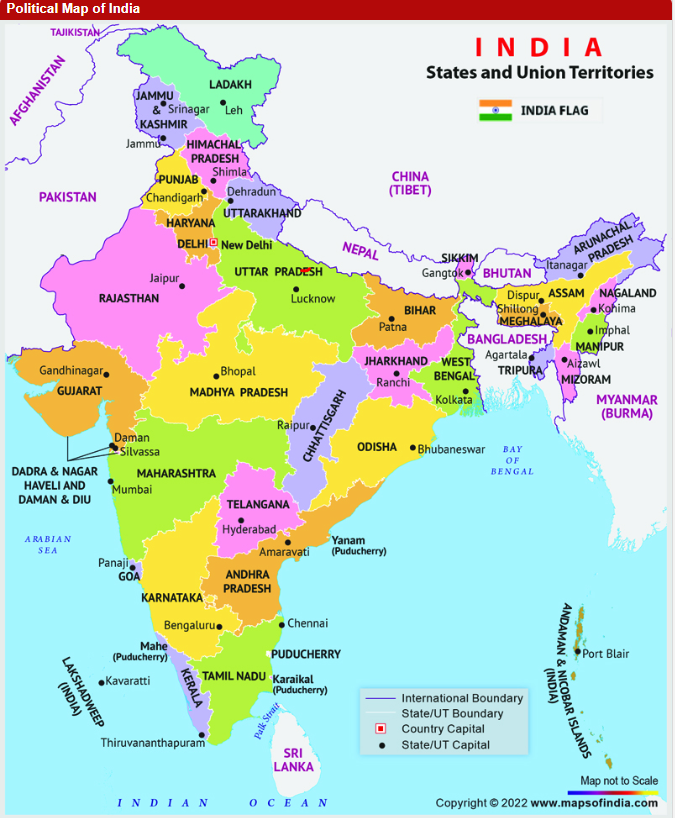 Political Map of India
TAJIKISTAN
INDIA
States and Union Territories
INDIA FLAG
AFGHANISTAN
LADAKH
Leh
JAMMU
&
KASHMIR
Srinagar
Jammu
HIMACHAL
PRADESH
Shimla
PAKISTAN
CHINA
(TIBET)
PUNJAB
Chandigarh
Dehradun
UTTARAKHAND
HARYANA
DELHI
New Delhi
NEPAL
ARUNACHAL
PRADESH
Itanagar
SIKKIM
Gangtok
BHUTAN
UTTAR PRADESH
Lucknow
Jaipur
RAJASTHAN
BIHAR
Patna
Dispur
ASSAM
NAGALAND
Kohima
Shillong
MEGHALAYA
Imphal
MANIPUR
BANGLADESH
Agartala
TRIPURA
Aizawl
MIZORAM
MYANMAR
(BURMA)
Gandhinagar
GUJARAT
Bhopal
MADHYA PRADESH
JHARKHAND
Ranchi
WEST
BENGAL
Kolkata
Raipur
CHHATTISGARH
ODISHA
Bhubaneswar
BAY
OF
BENGAL
Daman
Silvassa
DADRA & NAGAR
HAVELI AND
DAMAN & DIU
MAHARASHTRA
Mumbai
ARABIAN
SEA
TELANGANA
Hyderabad
Amaravati
Yanam
(Puducherry)
Panaji
GOA
ANDHRA
PRADESH
KARNATAKA
Bengaluru
Chennai
Mahe
(Puducherry)
PUDUCHERRY
TAMIL NADU
Karaikal
(Puducherry)
KERALA
Kavaratti
LAKSHADWEEP
(INDIA)
Thiruvananthapuram
Palk Strait
SRI
LANKA
ANDAMAN & NICOBAR ISLANDS
(INDIA)
Port Blair
International Boundary
State/UT Boundary
Country Capital
State/UT Capital
INDIAN OCEAN
Map not to Scale
Copyright © 2022 www.mapsofindia.com